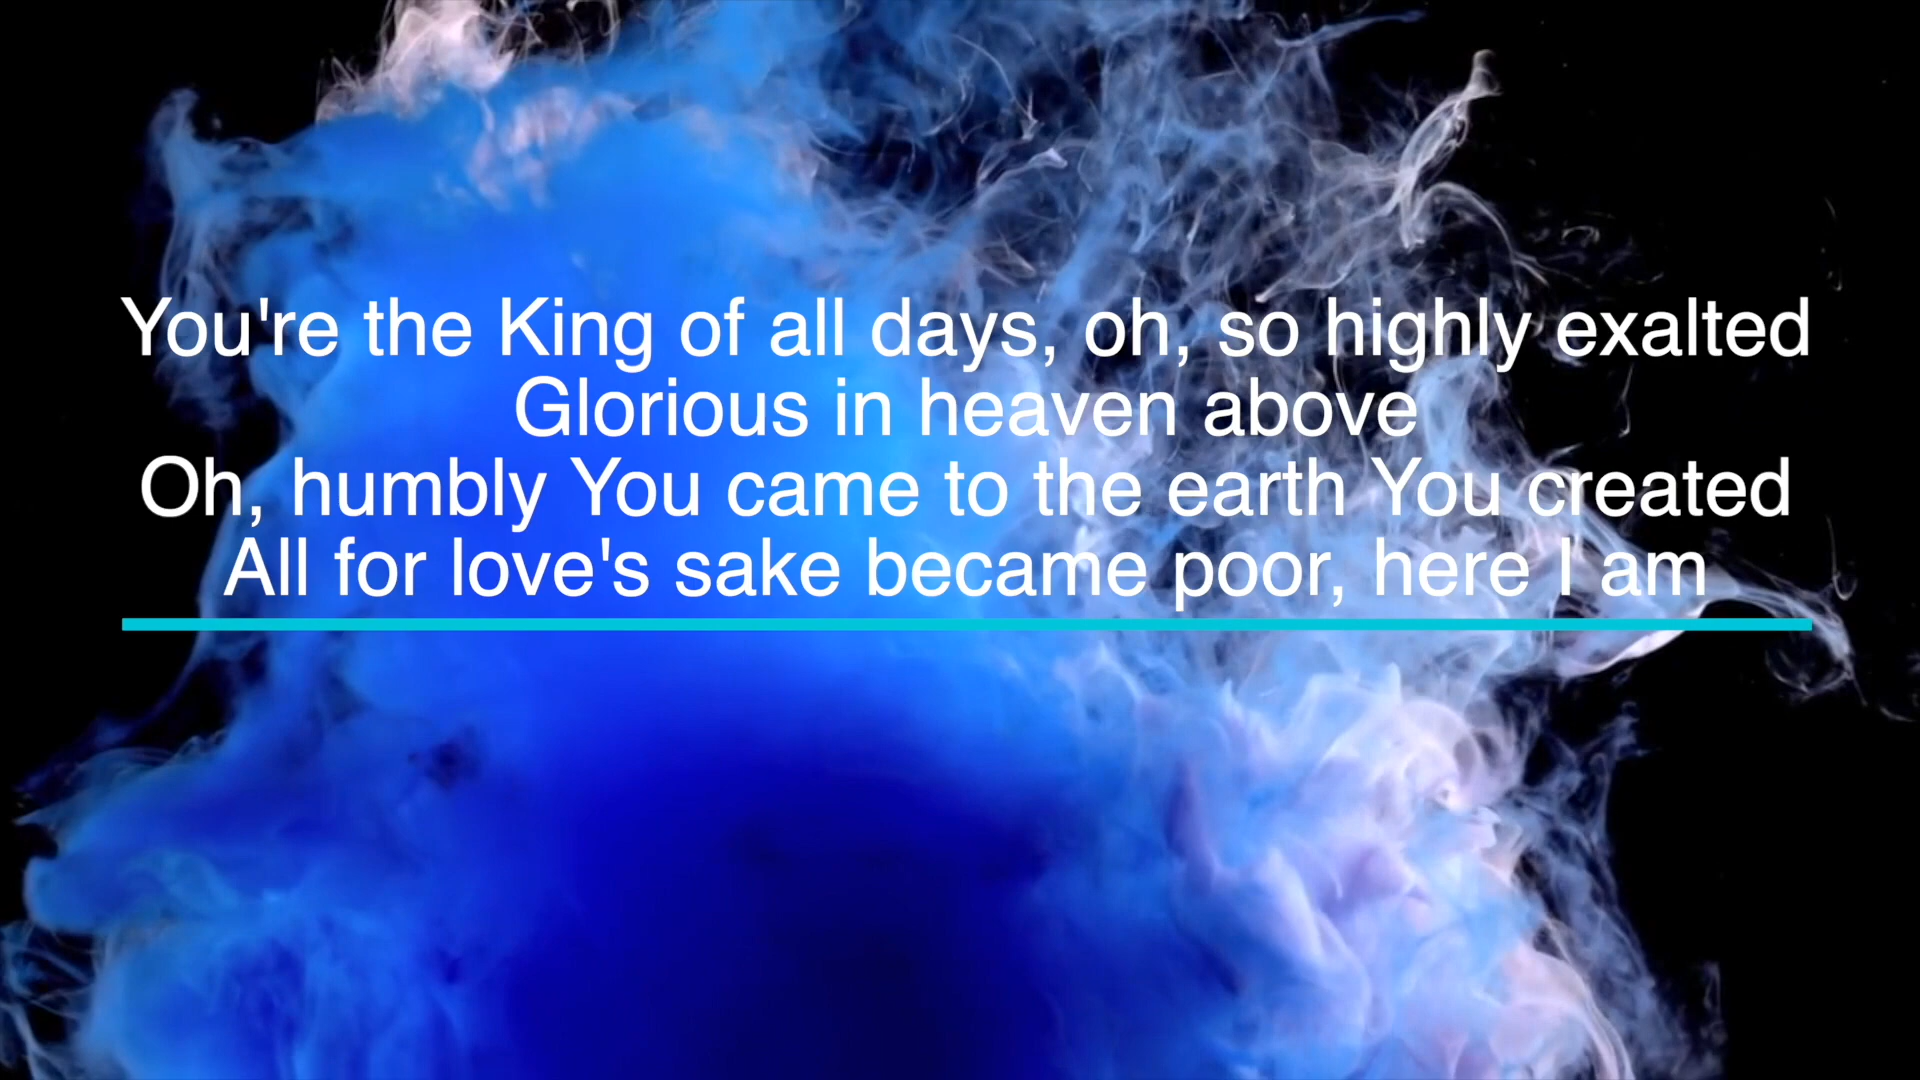 You're the King of all days, oh, so highly exalted
Glorious in heaven above
Oh, humbly You came to the earth You created
All for love's sake became poor, here I am